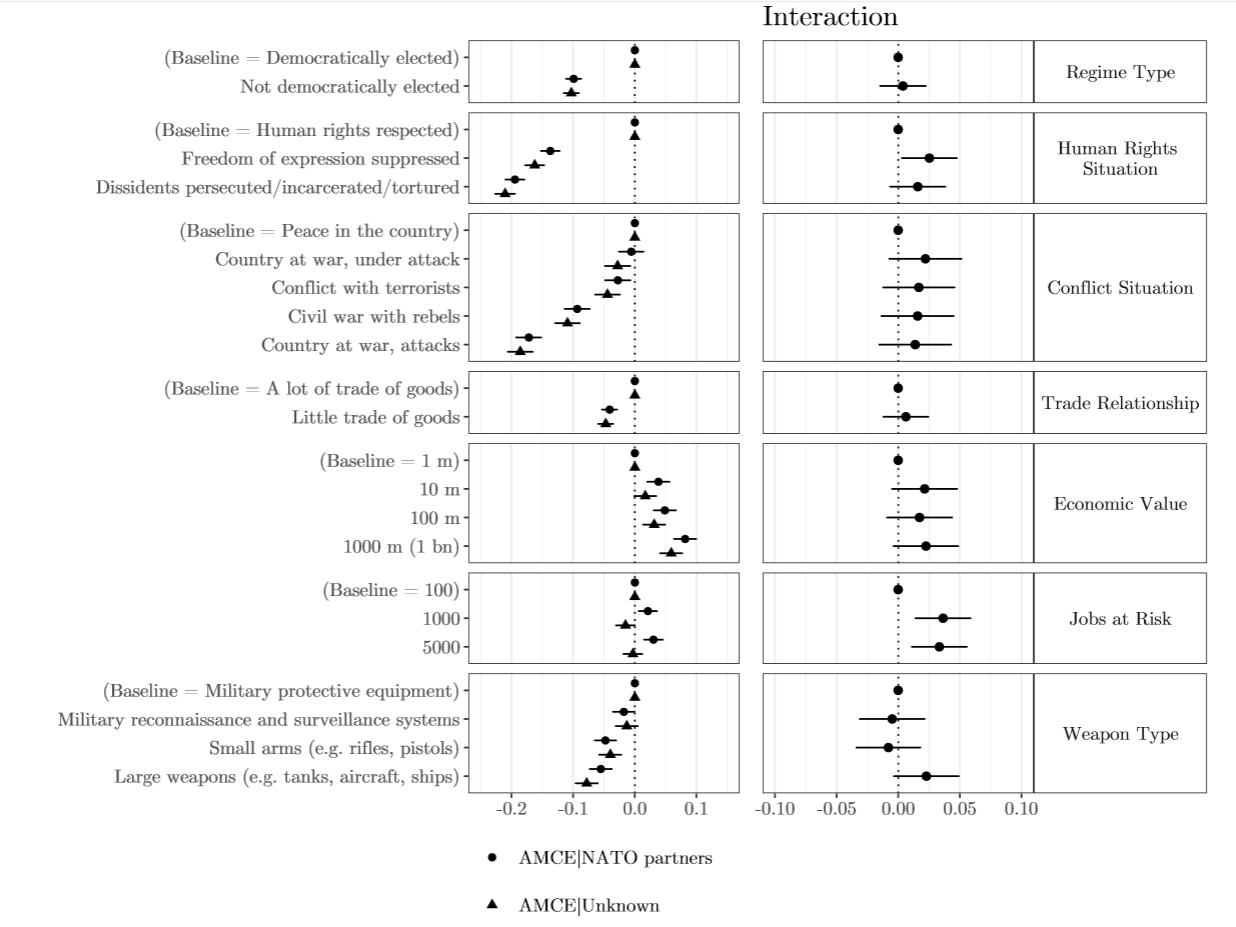 Interaction
(Baseline = Democratically elected)
Not democratically elected
Regime Type
(Baseline = Human rights respected)
Freedom of expression suppressed
Dissidents persecuted/incarcerated/tortured
Human Rights
Situation
(Baseline = Peace in the country)
Country at war, under attack
Conflict with terrorists
Civil war with rebels
Country at war, attacks
Conflict Situation
(Baseline = A lot of trade of goods)
Little trade of goods
Trade Relationship
(Baseline = 1 m)
10 m
100 m
1000 m (1 bn)
Economic Value
(Baseline = 100)
1000
5000
Jobs at Risk
(Baseline = Military protective equipment)
Military reconnaissance and surveillance systems
Small arms (e.g. rifles, pistols)
Large weapons (e.g. tanks, aircraft, ships)
Weapon Type
-0.2 -0.1 0.0 0.1
-0.10 -0.05 0.00 0.05 0.10
AMCE|NATO partners
AMCE|Unknown